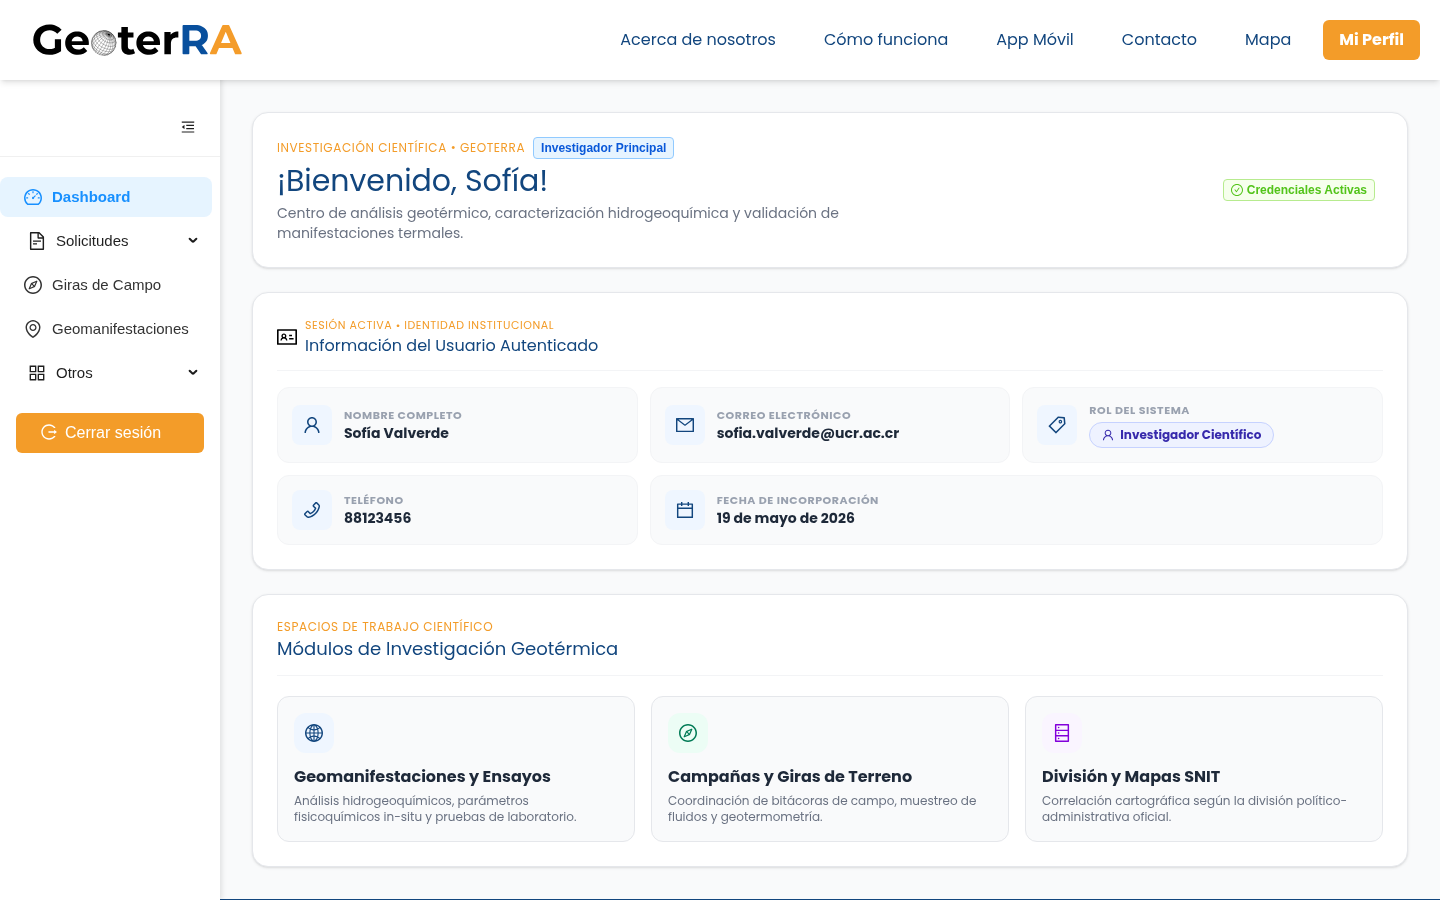 GeoterRA
Acerca de nosotros
Cómo funciona
App Móvil
Contacto
Mapa
Mi Perfil
Dashboard
Solicitudes
Giras de Campo
Geomanifestaciones
Otros
Cerrar sesión
INVESTIGACIÓN CIENTÍFICA • GEOTERRA
Investigador Principal
¡Bienvenido, Sofía!
Centro de análisis geotérmico, caracterización hidrogeoquímica y validación de
manifestaciones termales.
Credenciales Activas
SESIÓN ACTIVA • IDENTIDAD INSTITUCIONAL
Información del Usuario Autenticado
NOMBRE COMPLETO
Sofía Valverde
CORREO ELECTRÓNICO
sofia.valverde@ucr.ac.cr
ROL DEL SISTEMA
Investigador Científico
TELÉFONO
88123456
FECHA DE INCORPORACIÓN
19 de mayo de 2026
ESPACIOS DE TRABAJO CIENTÍFICO
Módulos de Investigación Geotérmica
Geomanifestaciones y Ensayos
Análisis hidrogeoquímicos, parámetros
fisicoquímicos in-situ y pruebas de laboratorio.
Campañas y Giras de Terreno
Coordinación de bitácoras de campo, muestreo de
fluidos y geotermometría.
División y Mapas SNIT
Correlación cartográfica según la división político-
administrativa oficial.